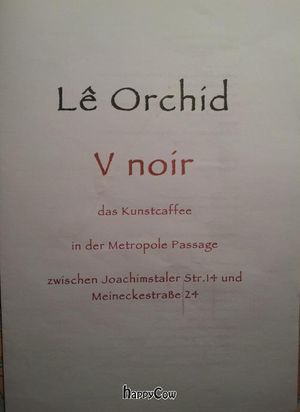 Lê Orchid
V noir
das Kunstcaffee
in der Metropole Passage
zwischen Joachimstaler Str.14 und
Meineckestraße 24
happyCow